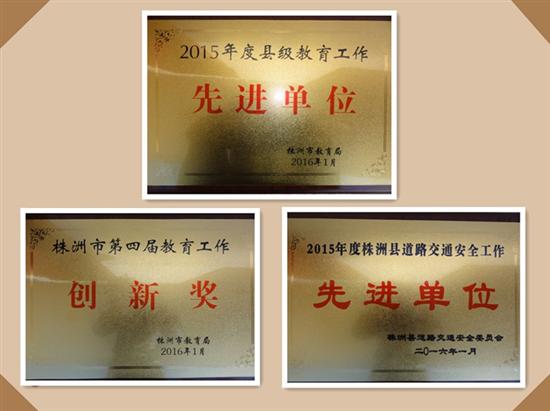 2015年度县级教育工作
先进单位
株洲市教育局
2016年1月
株洲市第四届教育工作
创新奖
株洲市教育局
2016年1月
2015年度株洲县道路交通安全工作
先进单位
株洲县道路交通安全委员会
二〇一六年一月